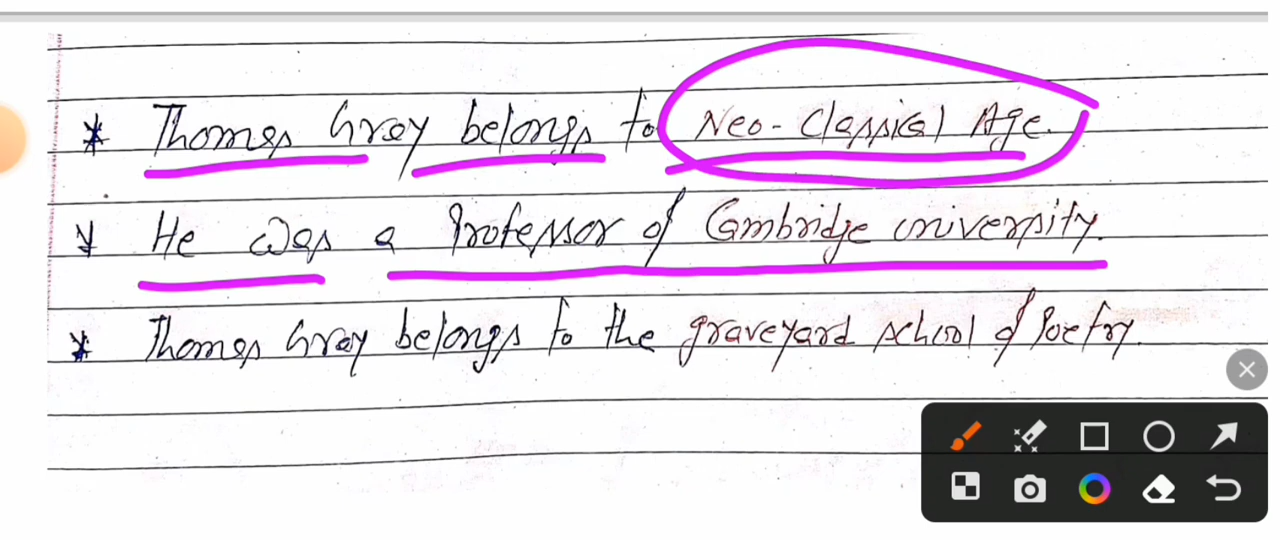 * Thomas Gray belongs to Neo-Classical Age.
* He was a Professor of Cambridge university.
* Thomas Gray belongs to the graveyard school of Poetry.